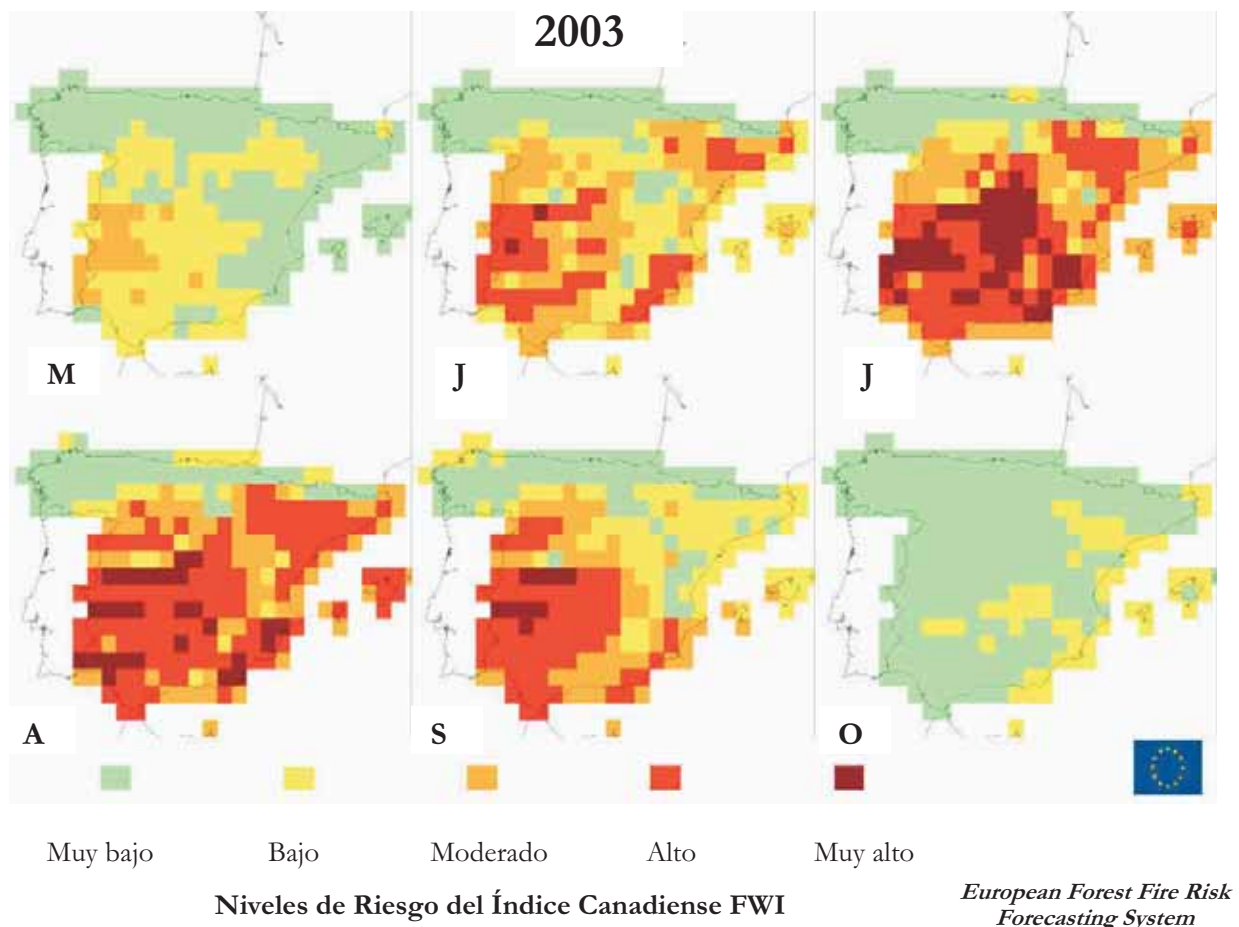 2003
M
J
J
A
S
O
Muy bajo
Bajo
Moderado
Alto
Muy alto
Niveles de Riesgo del Índice Canadiense FWI
European Forest Fire Risk
Forecasting System